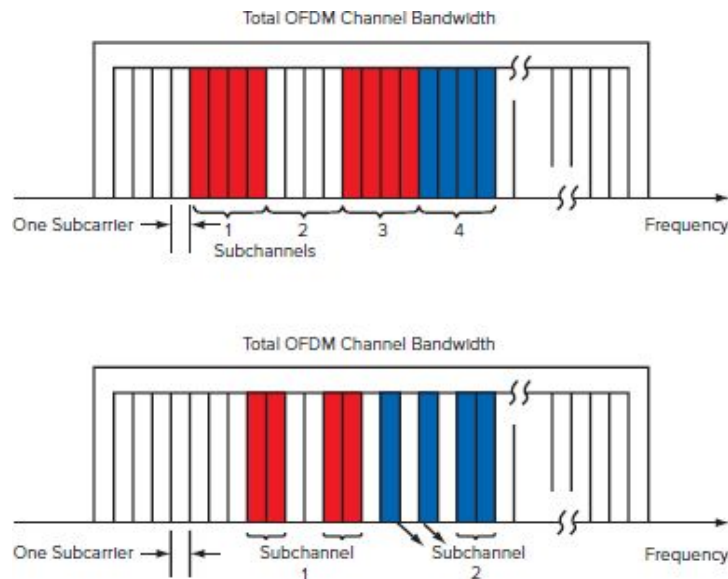 Total OFDM Channel Bandwidth
One Subcarrier
1
2
3
4
Frequency
Subchannels
Total OFDM Channel Bandwidth
One Subcarrier
Subchannel
Subchannel
Frequency
1
2